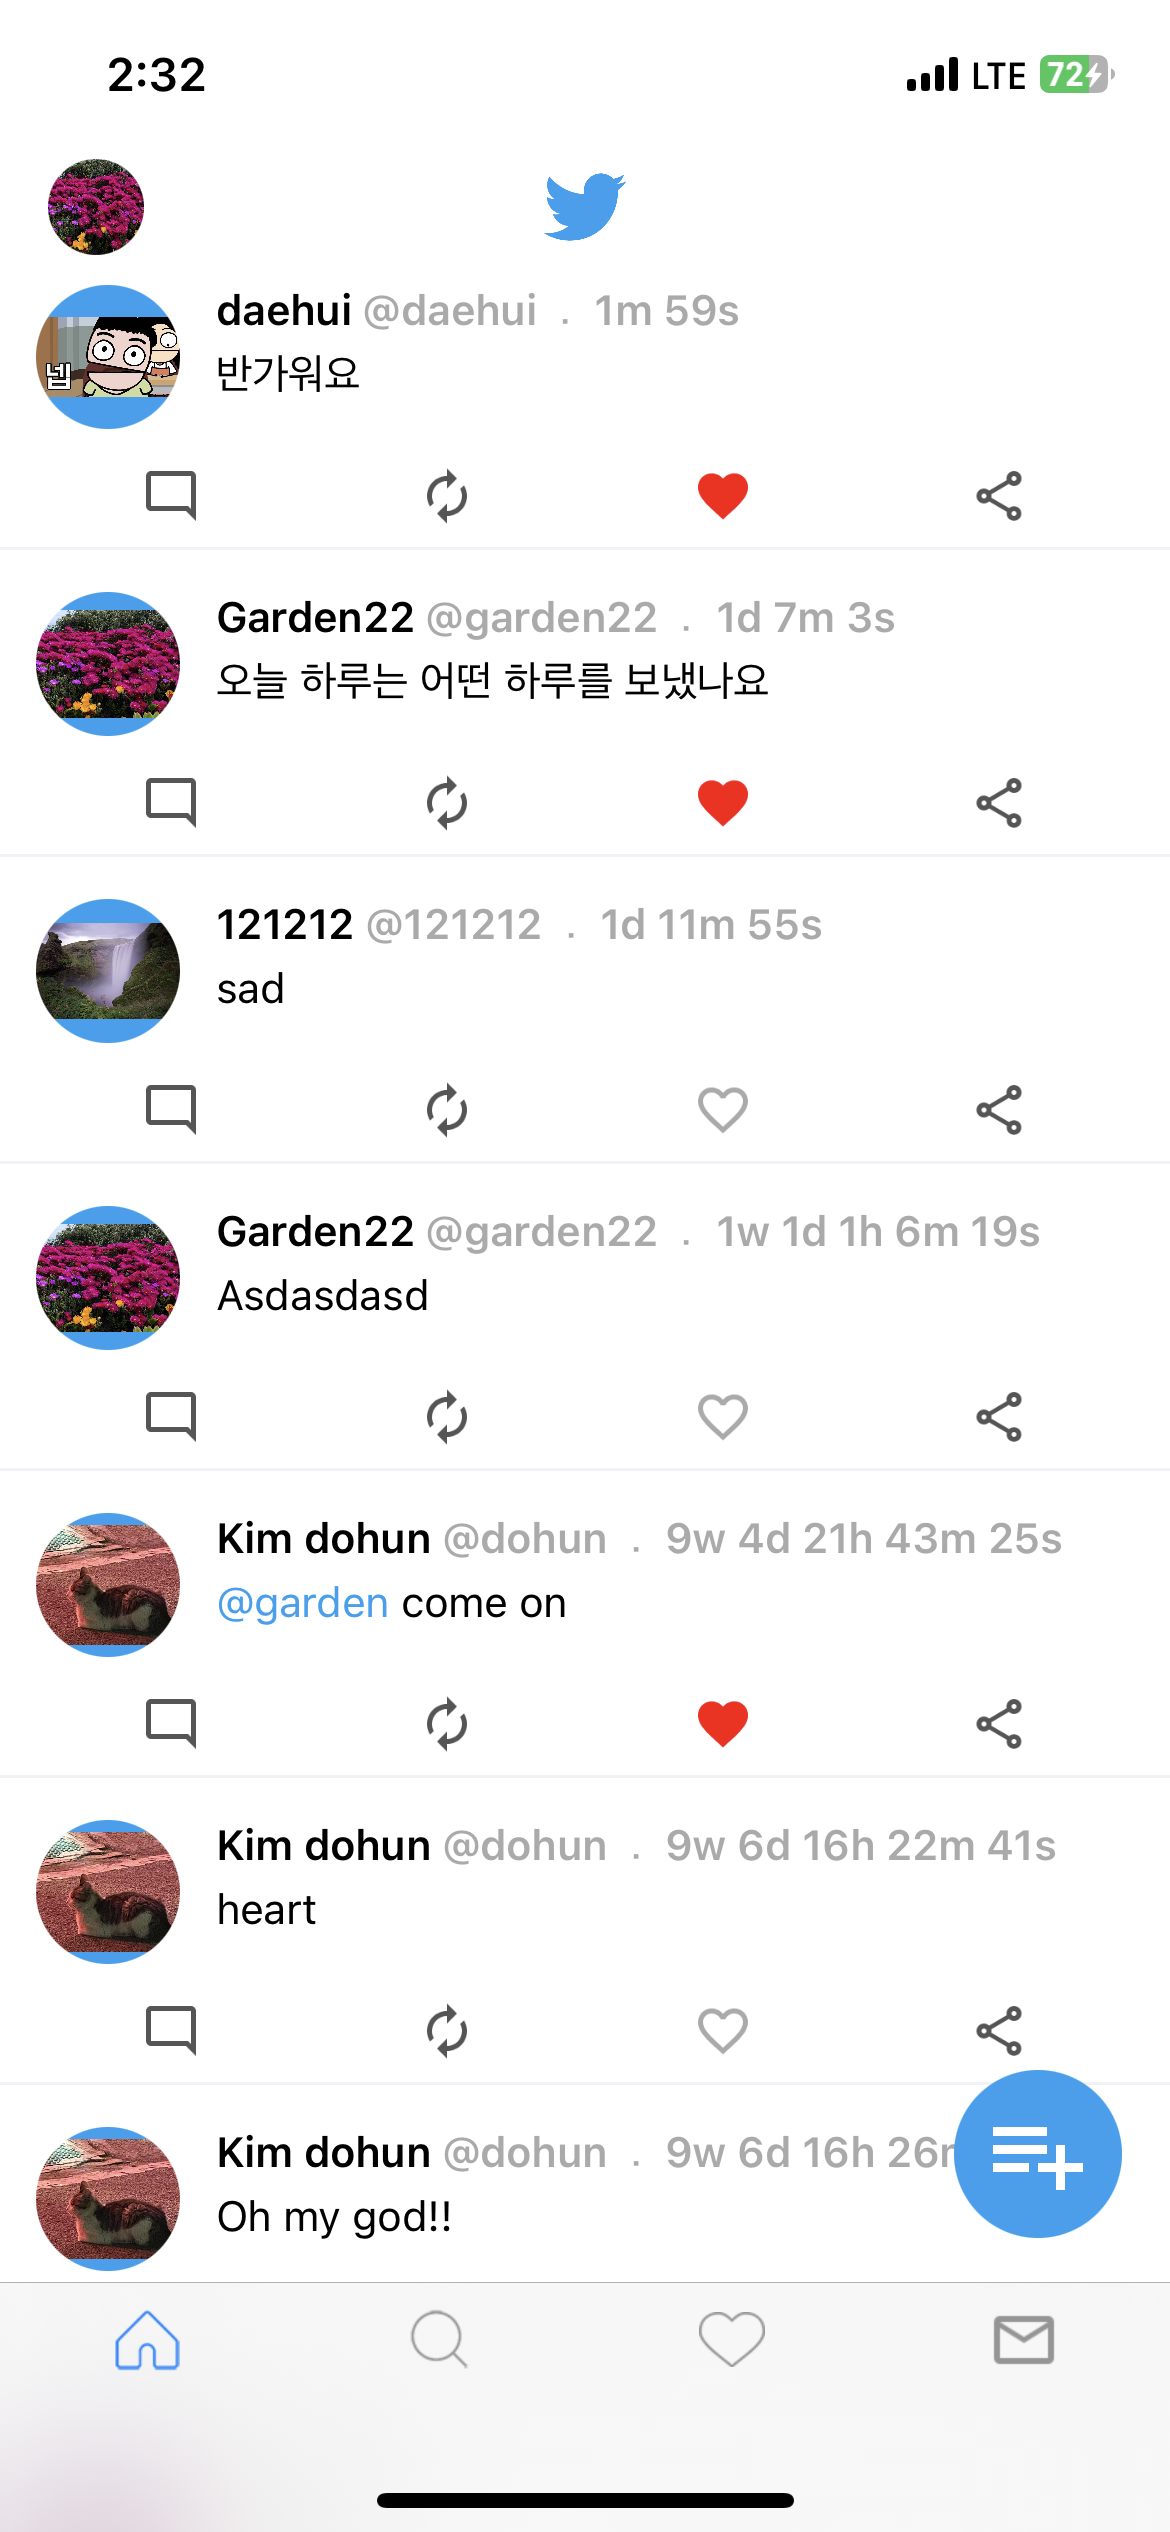 2:32 LTE 72
daehui @daehui . 1m 59s
넵
반가워요
Garden22 @garden22 . 1d 7m 3s
오늘 하루는 어떤 하루를 보냈나요
121212 @121212 . 1d 11m 55s
sad
Garden22 @garden22 . 1w 1d 1h 6m 19s
Asdasdasd
Kim dohun @dohun . 9w 4d 21h 43m 25s
@garden come on
Kim dohun @dohun . 9w 6d 16h 22m 41s
heart
Kim dohun @dohun . 9w 6d 16h
Oh my god!!